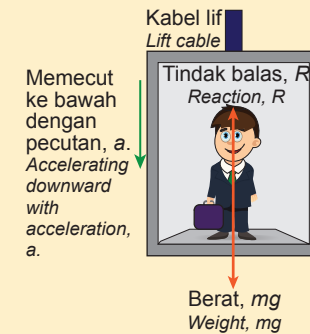 Kabel lif
Lift cable
Tindak balas, R
Reaction, R
Memecut
ke bawah
dengan
pecutan, a.
Accelerating
downward
with
acceleration,
a.
Berat, mg
Weight, mg